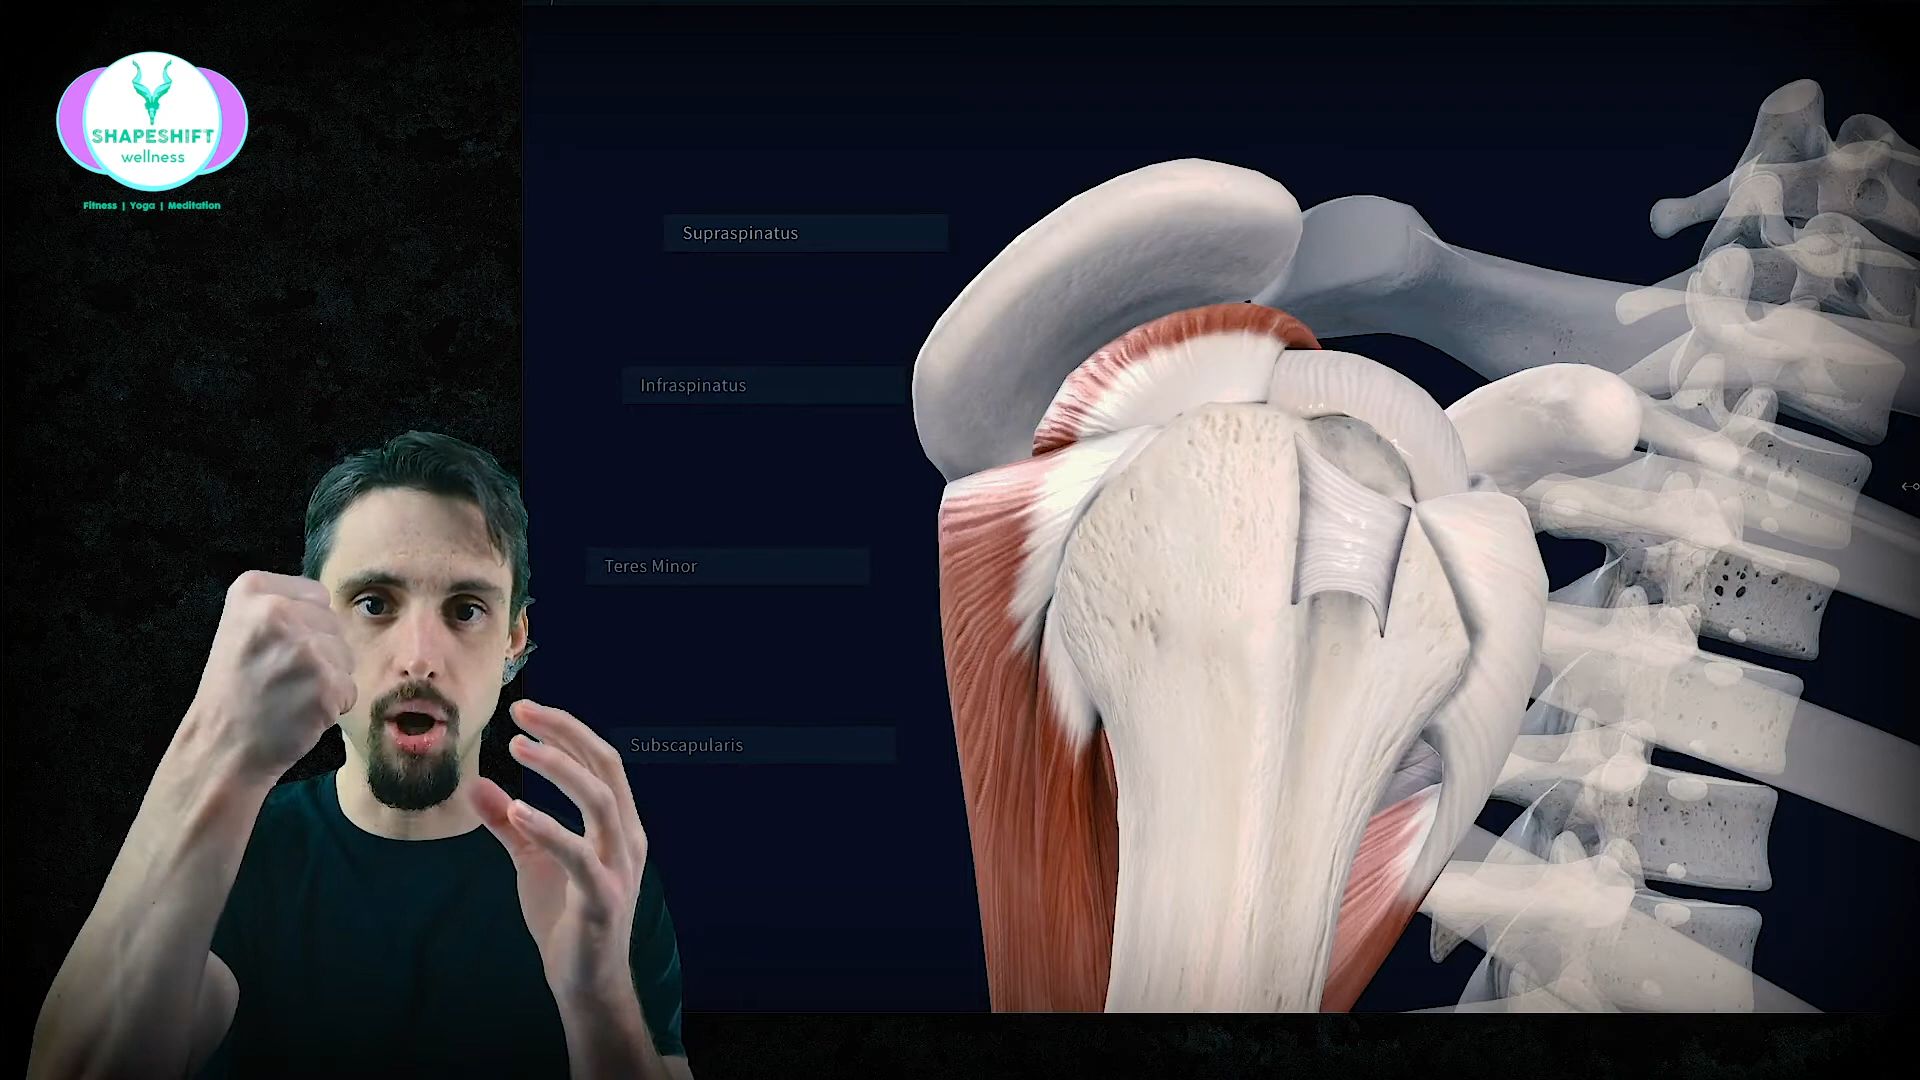 SHAPESHIFT
wellness
Fitness | Yoga | Meditation
Supraspinatus
Infraspinatus
Teres Minor
Subscapularis